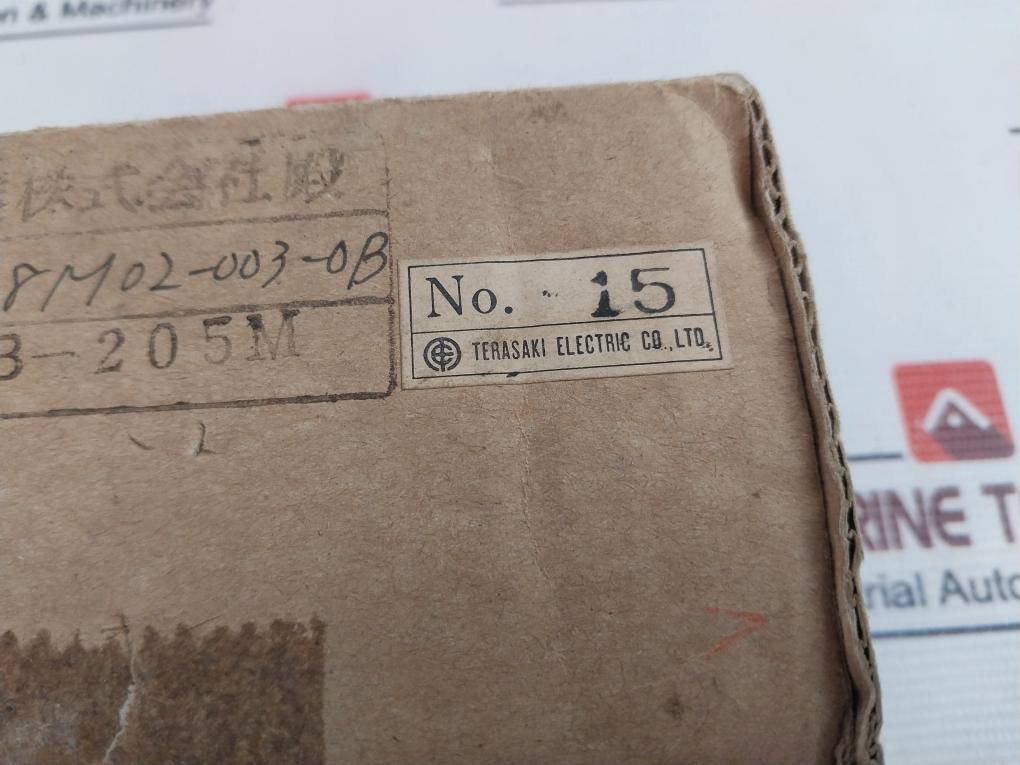 n & Machinery
株式会社殿
8M02-003-0B
B-205M
No. 15
TERASAKI ELECTRIC CO.,LTD.
RINE T
rial Auto